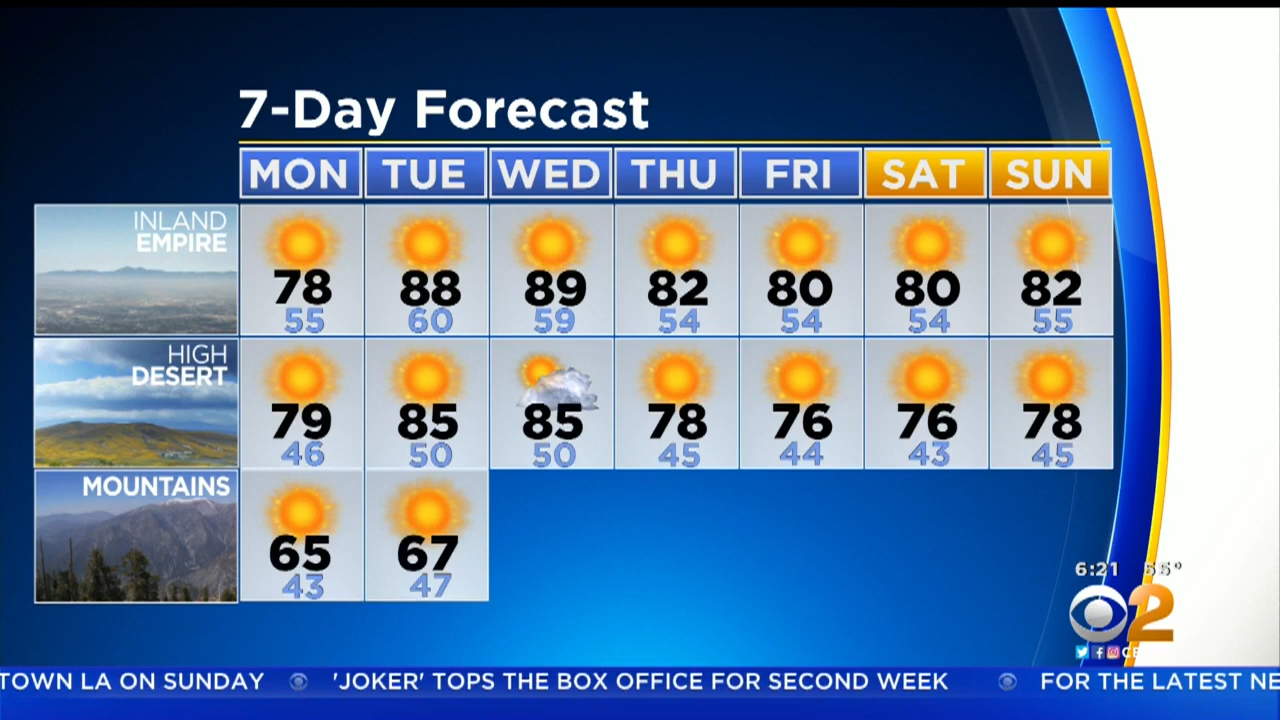 7-Day Forecast
MON TUE WED THU FRI SAT SUN
INLAND
EMPIRE
78 88 89 82 80 80 82
55 60 59 54 54 54 55
HIGH
DESERT
79 85 85 78 76 76 78
46 50 50 45 44 43 45
MOUNTAINS
65 67
43 47
6:21 55°
2
TOWN LA ON SUNDAY 'JOKER' TOPS THE BOX OFFICE FOR SECOND WEEK FOR THE LATEST NE